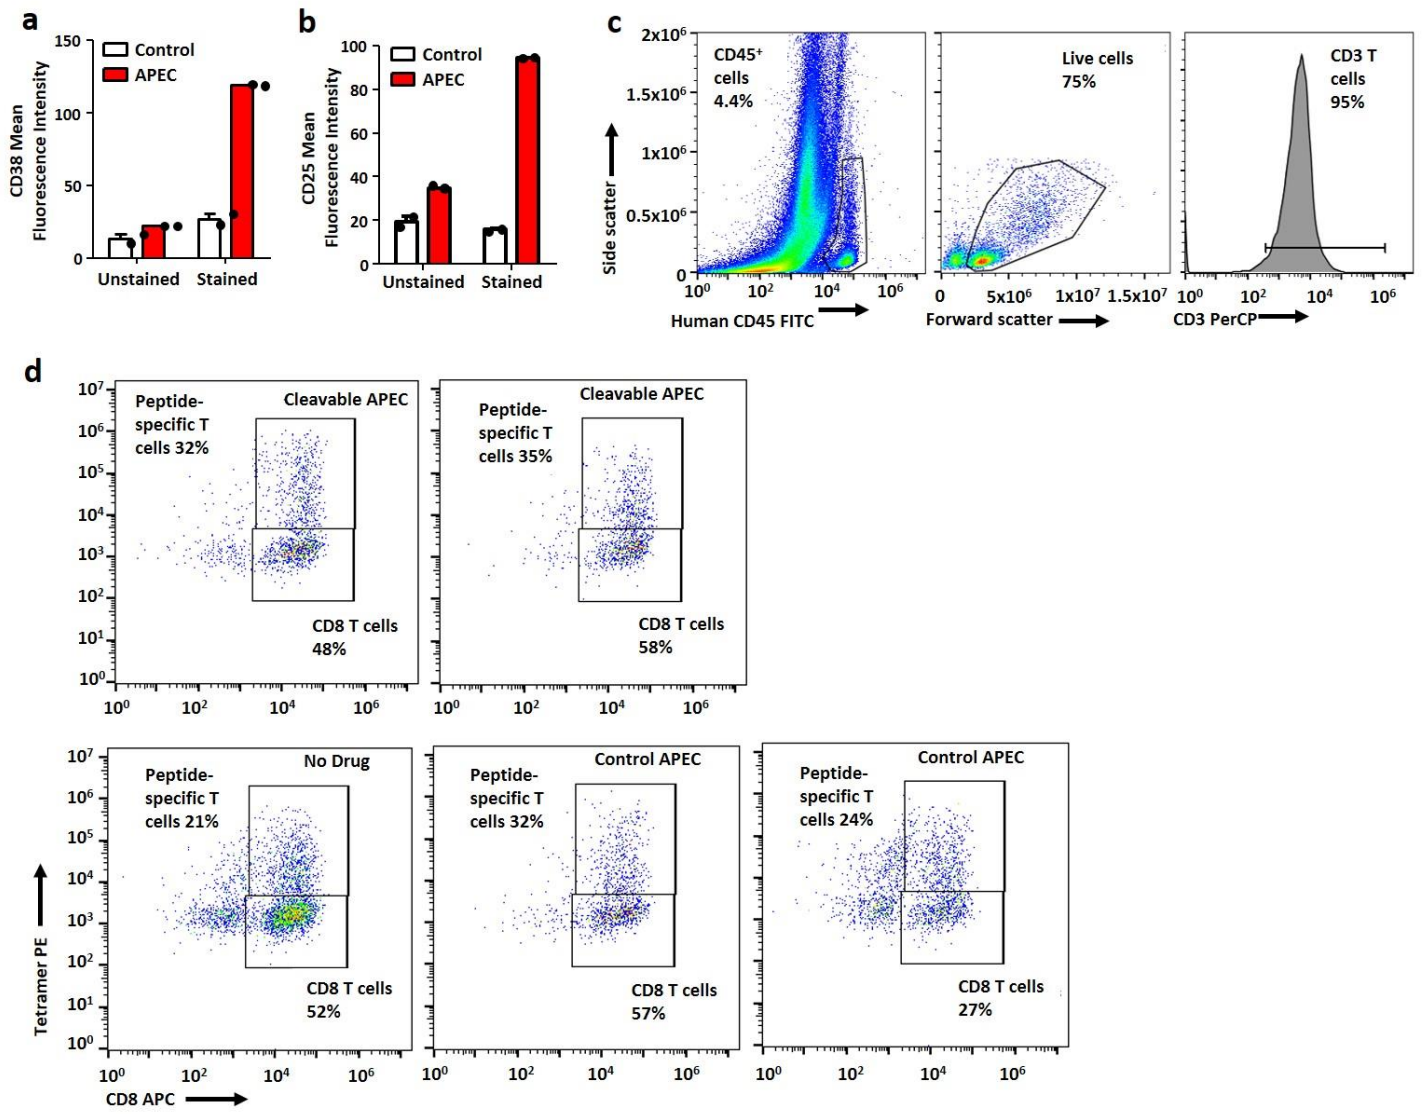 a
150
100
50
0
CD38 Mean
Fluorescence Intensity
Control
APEC
Unstained
Stained
b
100
80
60
40
20
0
CD25 Mean
Fluorescence Intensity
Control
APEC
Unstained
Stained
c
2x10⁶
1.5x10⁶
1x10⁶
0.5x10⁶
0
Side scatter
CD45⁺
cells
4.4%
10⁰ 10² 10⁴ 10⁶
Human CD45 FITC
Live cells
75%
0 5x10⁶ 1x10⁷ 1.5x10⁷
Forward scatter
CD3 T
cells
95%
10⁰ 10² 10⁴ 10⁶
CD3 PerCP
d
10⁷
10⁶
10⁵
10⁴
10³
10²
10¹
10⁰
Cleavable APEC
Peptide-
specific T
cells 32%
CD8 T cells
48%
10⁰ 10² 10⁴ 10⁶
Cleavable APEC
Peptide-
specific T
cells 35%
CD8 T cells
58%
10⁰ 10² 10⁴ 10⁶
10⁷
10⁶
10⁵
10⁴
10³
10²
10¹
10⁰
Tetramer PE
No Drug
Peptide-
specific T
cells 21%
CD8 T cells
52%
10⁰ 10² 10⁴ 10⁶
CD8 APC
Control APEC
Peptide-
specific T
cells 32%
CD8 T cells
57%
10⁰ 10² 10⁴ 10⁶
Control APEC
Peptide-
specific T
cells 24%
CD8 T cells
27%
10⁰ 10² 10⁴ 10⁶